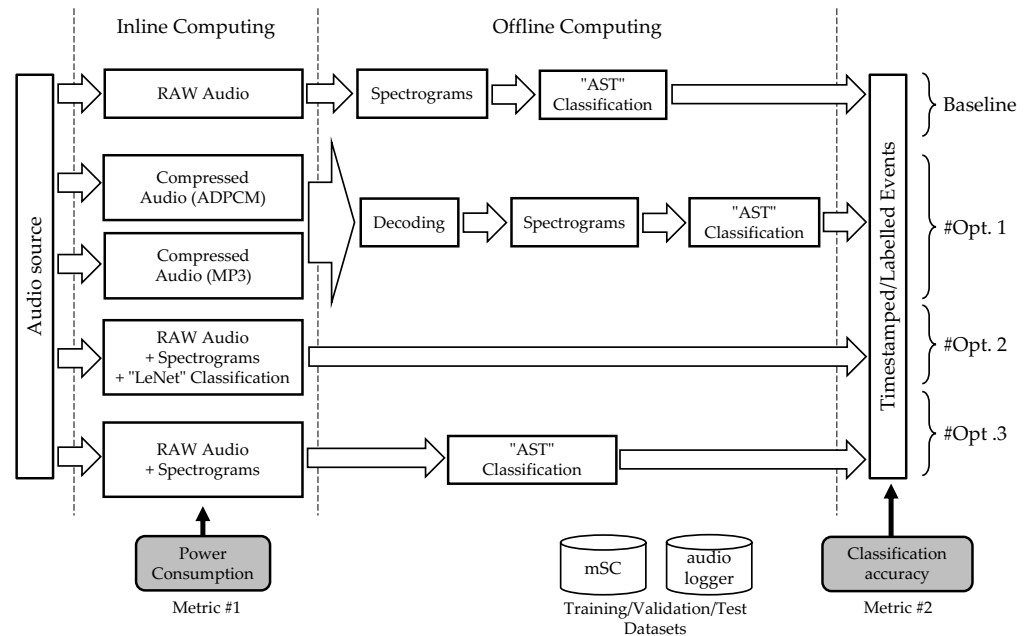 Inline Computing
Offline Computing
Audio source
RAW Audio
Spectrograms
"AST"
Classification
Baseline
Compressed
Audio (ADPCM)
Compressed
Audio (MP3)
Decoding
Spectrograms
"AST"
Classification
#Opt. 1
RAW Audio
+ Spectrograms
+ "LeNet" Classification
#Opt. 2
RAW Audio
+ Spectrograms
"AST"
Classification
#Opt .3
Timestamped/Labelled Events
Power
Consumption
Metric #1
mSC
audio
logger
Training/Validation/Test
Datasets
Classification
accuracy
Metric #2